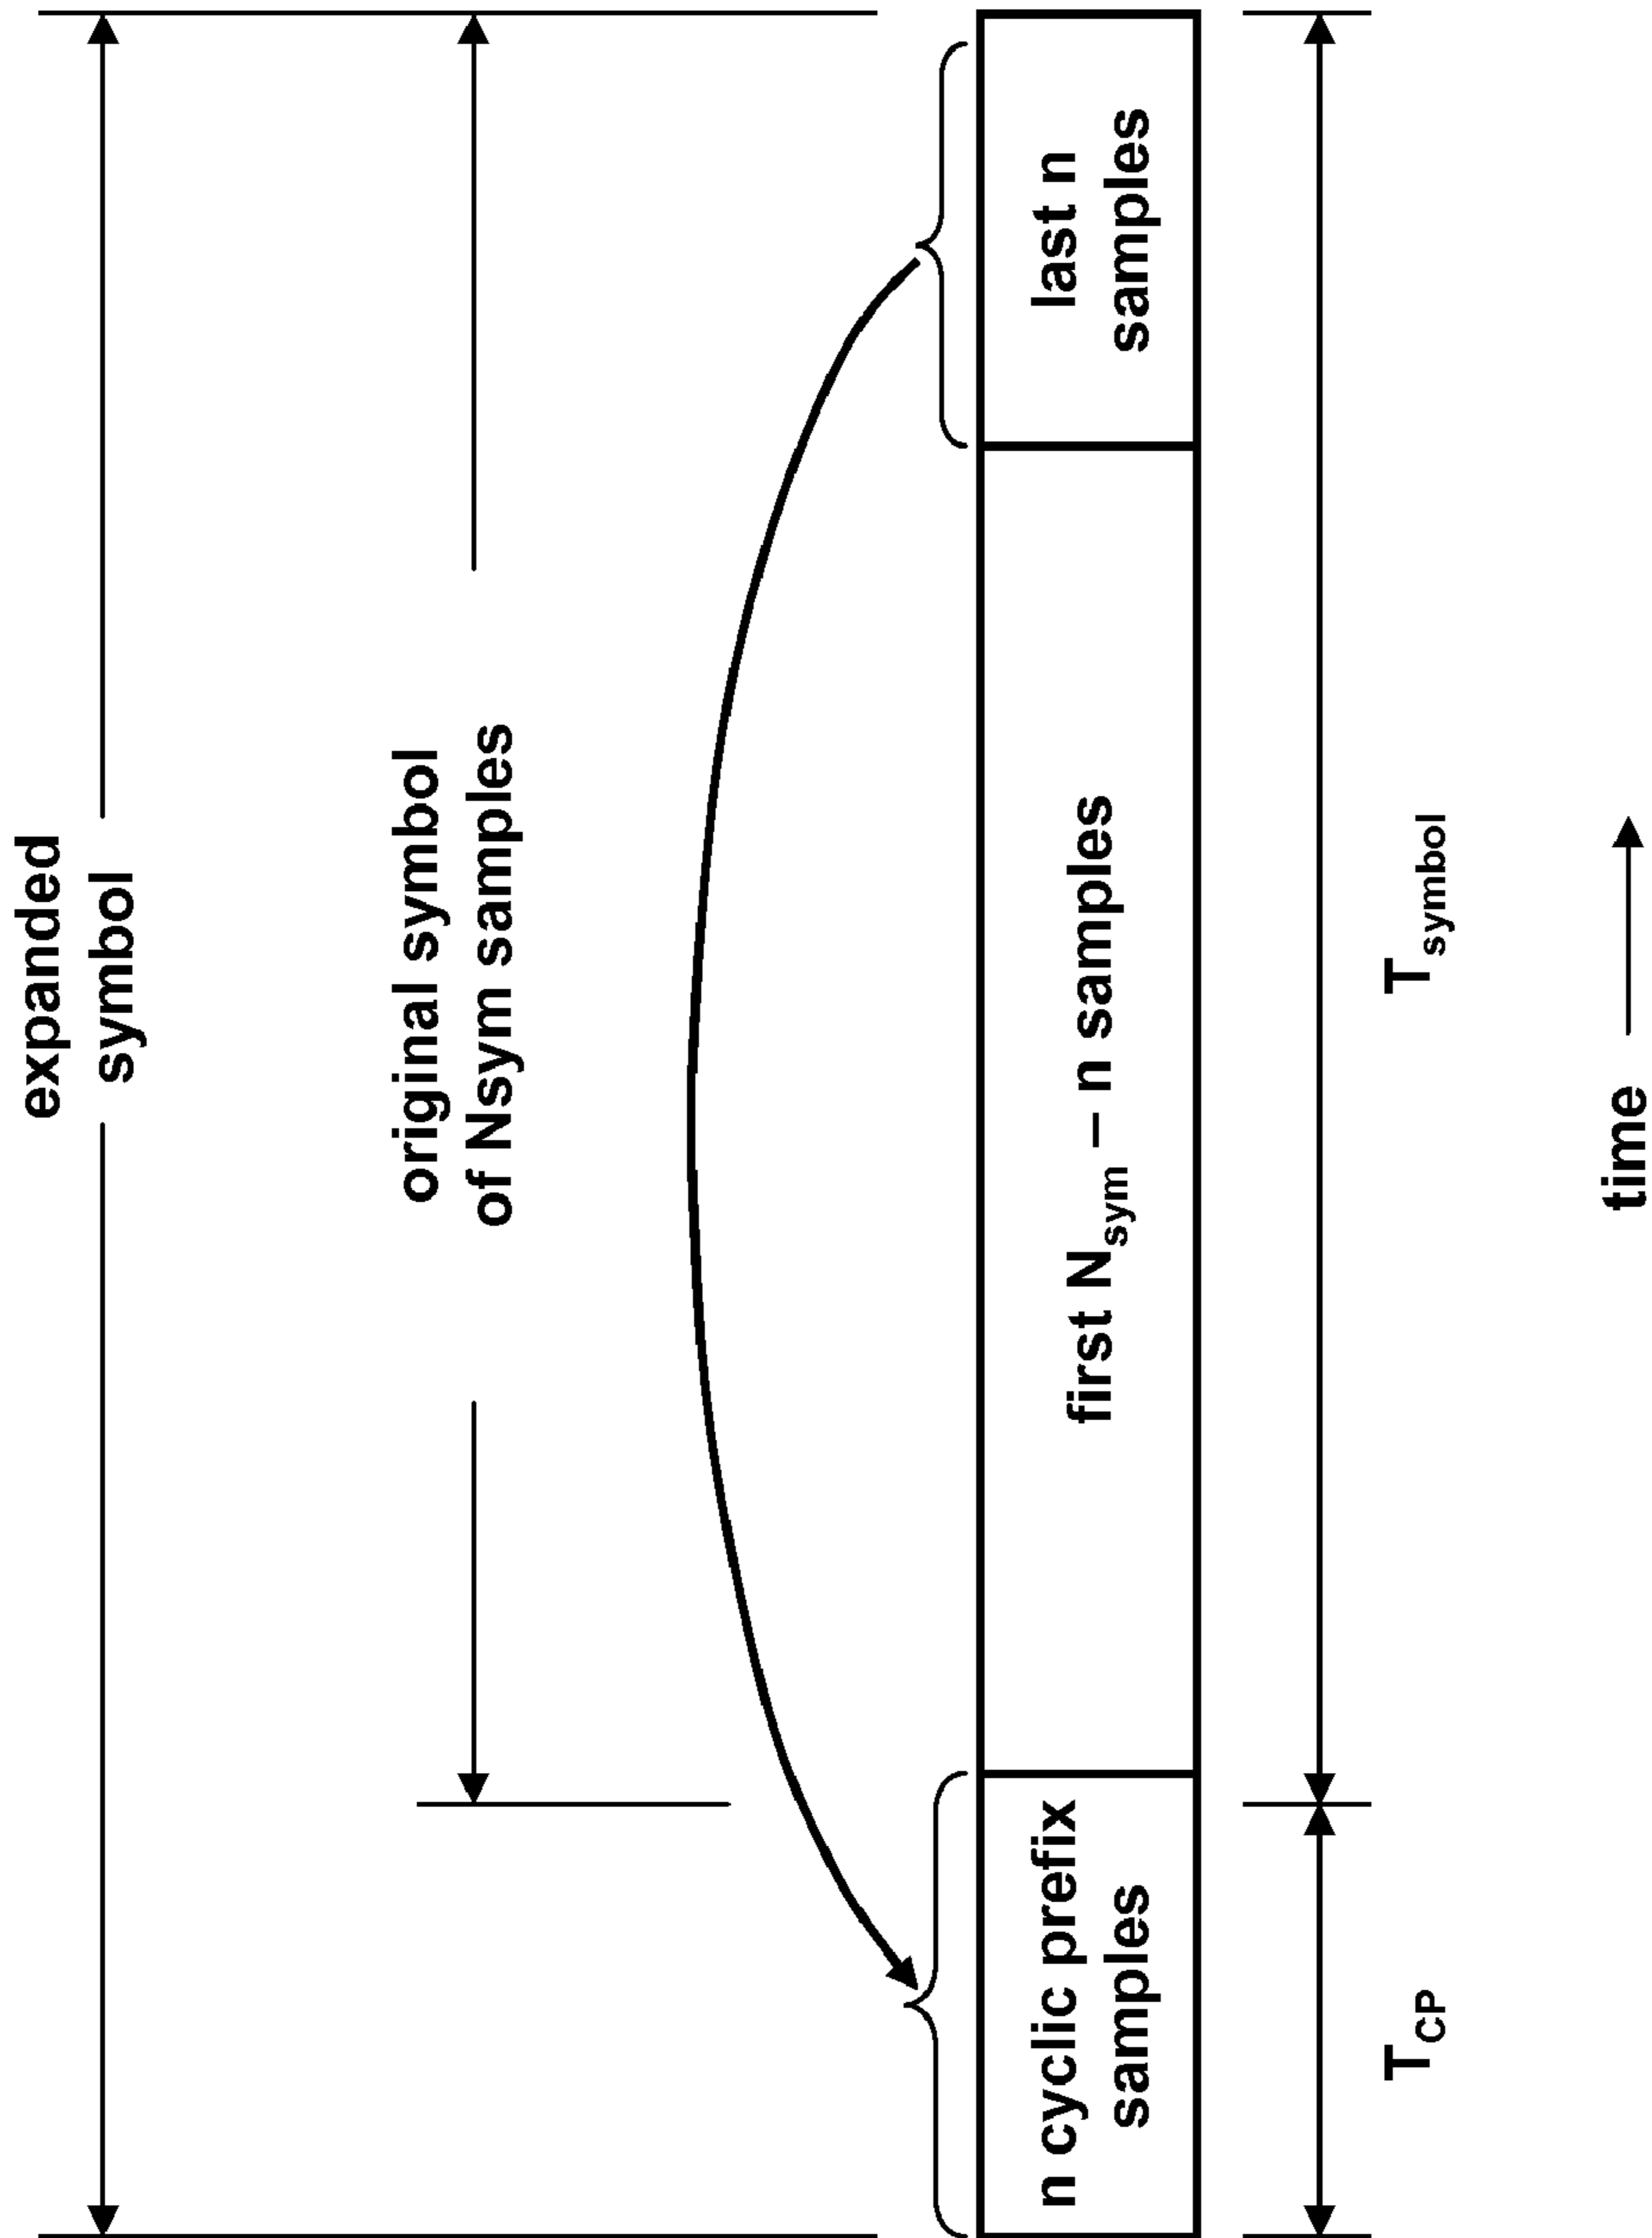 expanded
symbol
original symbol
of Nsym samples
n cyclic prefix
samples
first Nsym – n samples
last n
samples
TCP
Tsymbol
time